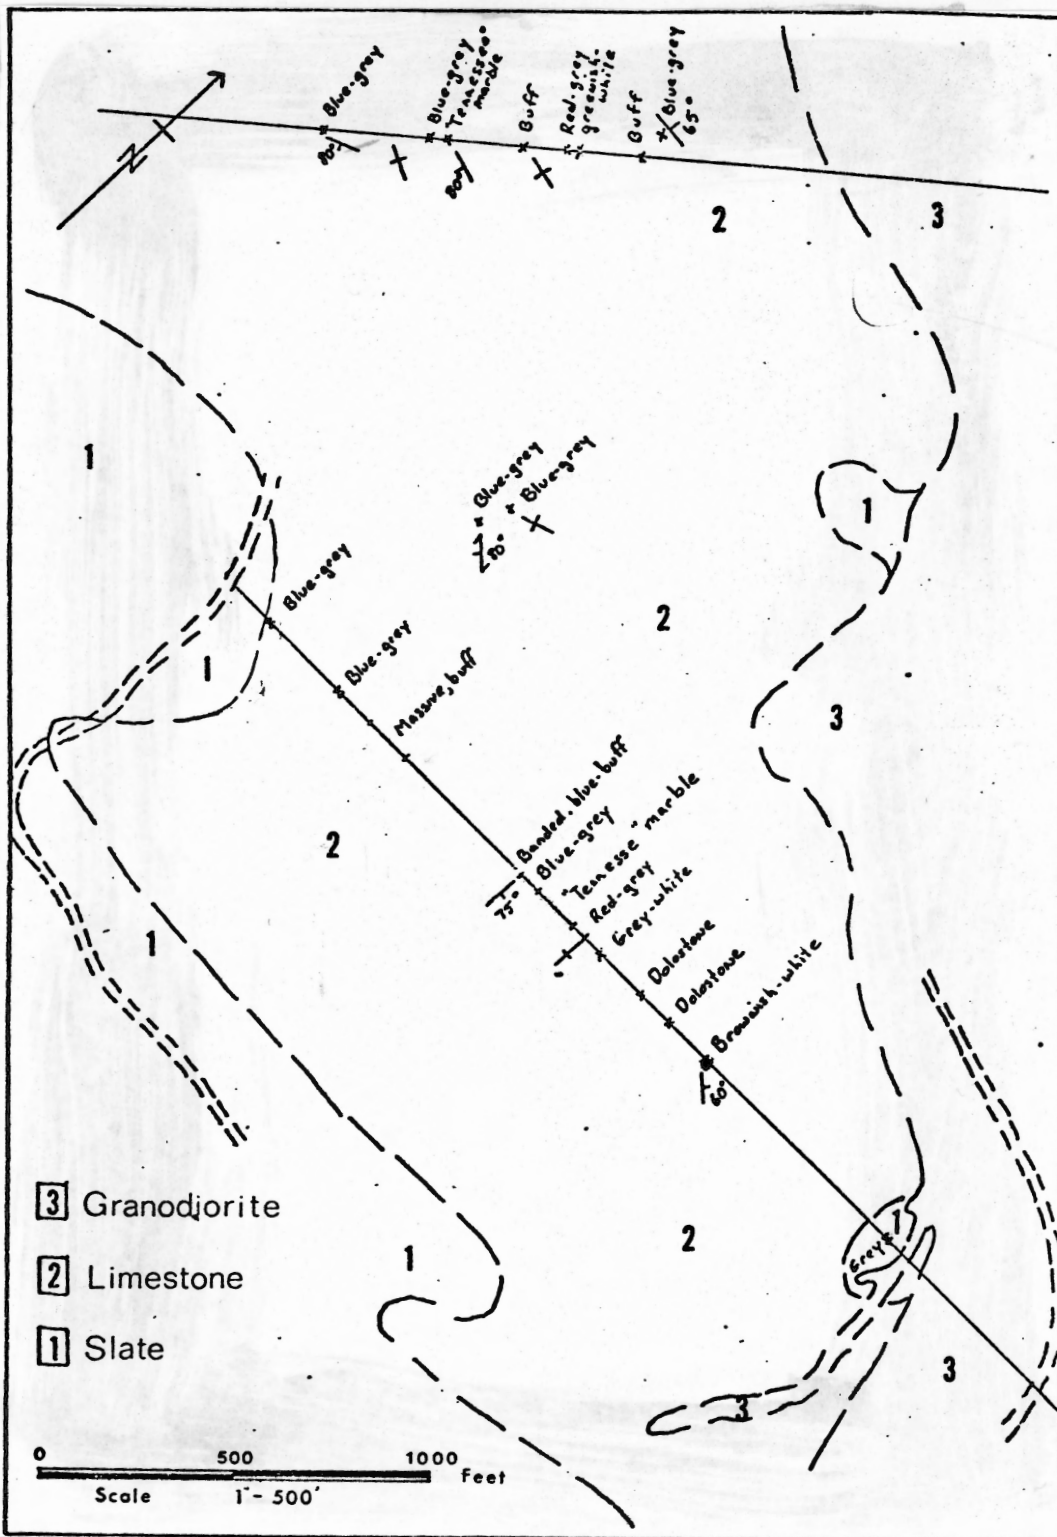 Blue-grey
80°
Blue-grey
"Tennessee"
marble
80°
Buff
Red-grey
greenish-
white
Buff
Blue-grey
65°
N
2
3
1
1
Blue-grey
Blue-grey
80°
Blue-grey
2
1
Blue-grey
Massive, buff
3
2
Banded, blue-buff
Blue-grey
75°
"Tennesse" marble
Red-grey
Grey-white
1
Dolostone
Dolostone
Brownish-white
60°
3 Granodiorite
2 Limestone
1 Slate
1
2
1
Grey
3
3
0 500 1000 Feet
Scale 1"- 500'